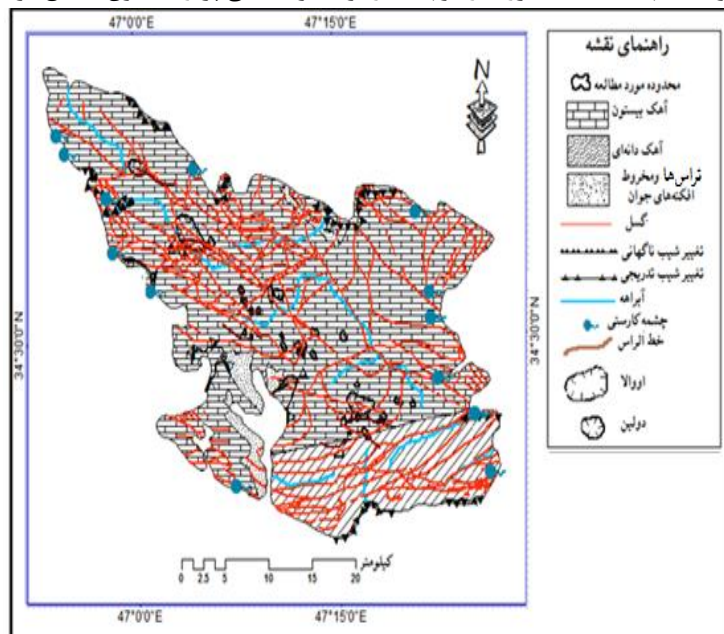 47°0'0"E 47°15'0"E
N
34°30'0"N
34°30'0"N
0 2.5 5 10 15 20
کیلومتر
47°0'0"E 47°15'0"E
راهنمای نقشه
محدوده مورد مطالعه
آهک بیستون
آهک دانه‌ای
تراس‌ها ومخروط
افکنه‌های جوان
گسل
تغییر شیب ناگهانی
تغییر شیب تدریجی
آبراهه
چشمه کارستی
خط الراس
اووالا
دولین